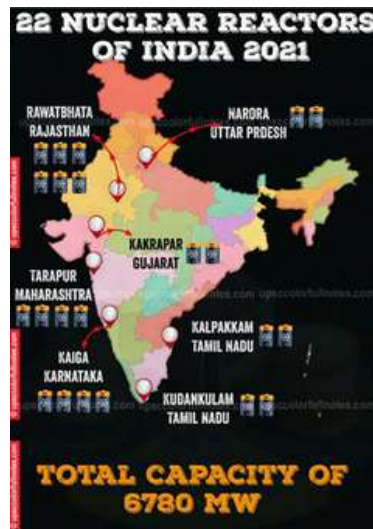 22 NUCLEAR REACTORS
OF INDIA 2021
RAWATBHATA
RAJASTHAN
NARORA
UTTAR PRDESH
KAKRAPAR
GUJARAT
TARAPUR
MAHARASHTRA
KALPAKKAM
TAMIL NADU
KAIGA
KARNATAKA
KUDANKULAM
TAMIL NADU
TOTAL CAPACITY OF
6780 MW